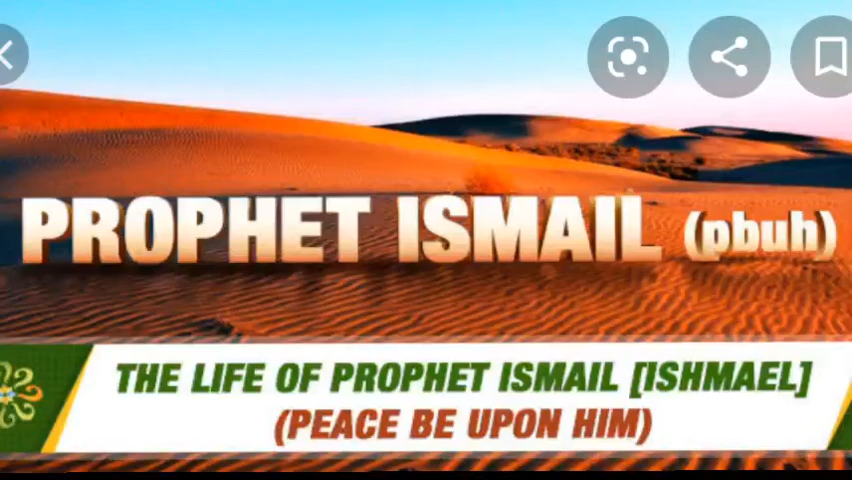 PROPHET ISMAIL (pbuh)
THE LIFE OF PROPHET ISMAIL [ISHMAEL]
(PEACE BE UPON HIM)